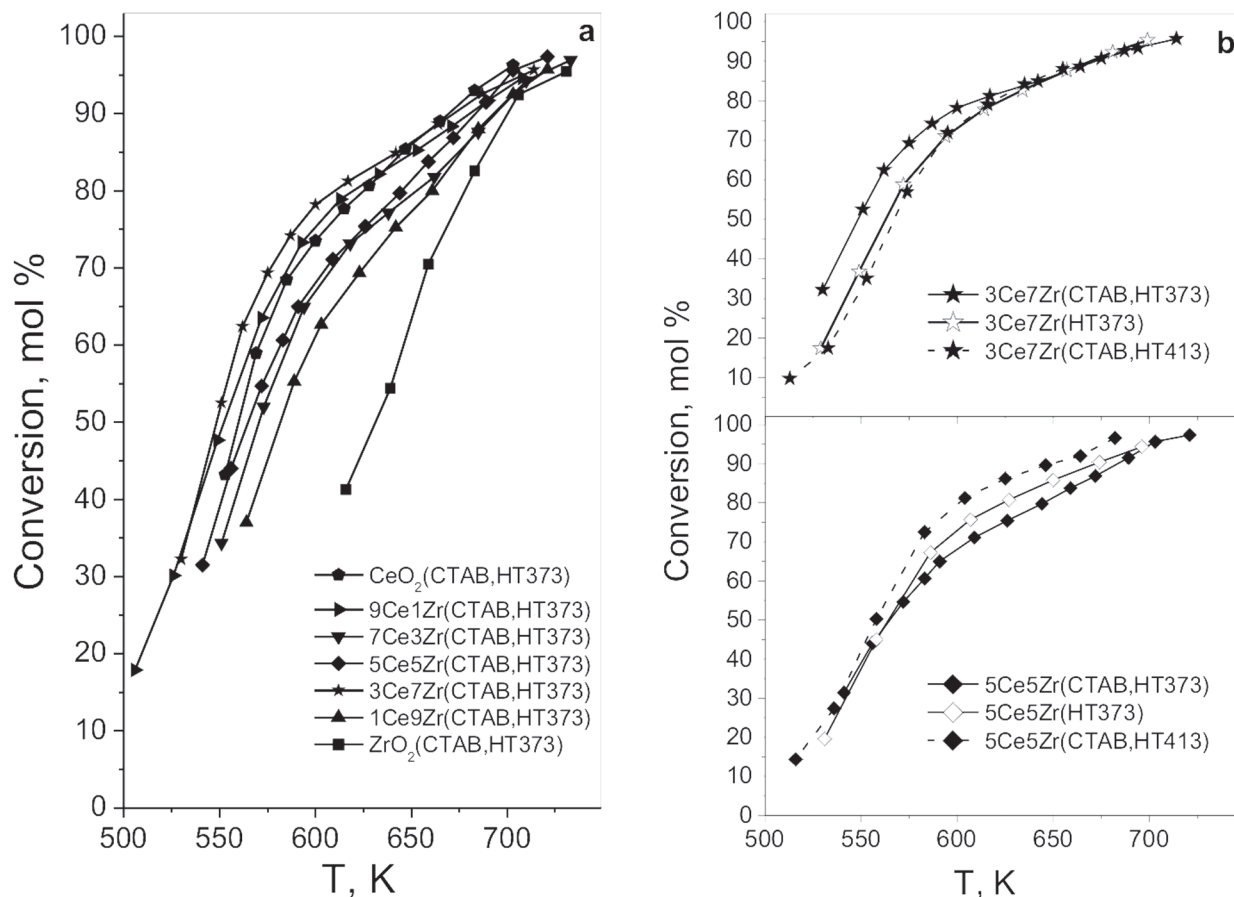 a
100
90
80
70
60
50
40
30
20
10
0
Conversion, mol %
CeO₂(CTAB,HT373)
9Ce1Zr(CTAB,HT373)
7Ce3Zr(CTAB,HT373)
5Ce5Zr(CTAB,HT373)
3Ce7Zr(CTAB,HT373)
1Ce9Zr(CTAB,HT373)
ZrO₂(CTAB,HT373)
500 550 600 650 700
T, K
b
100
90
80
70
60
50
40
30
20
10
3Ce7Zr(CTAB,HT373)
3Ce7Zr(HT373)
3Ce7Zr(CTAB,HT413)
Conversion, mol %
100
90
80
70
60
50
40
30
20
10
0
5Ce5Zr(CTAB,HT373)
5Ce5Zr(HT373)
5Ce5Zr(CTAB,HT413)
500 550 600 650 700
T, K